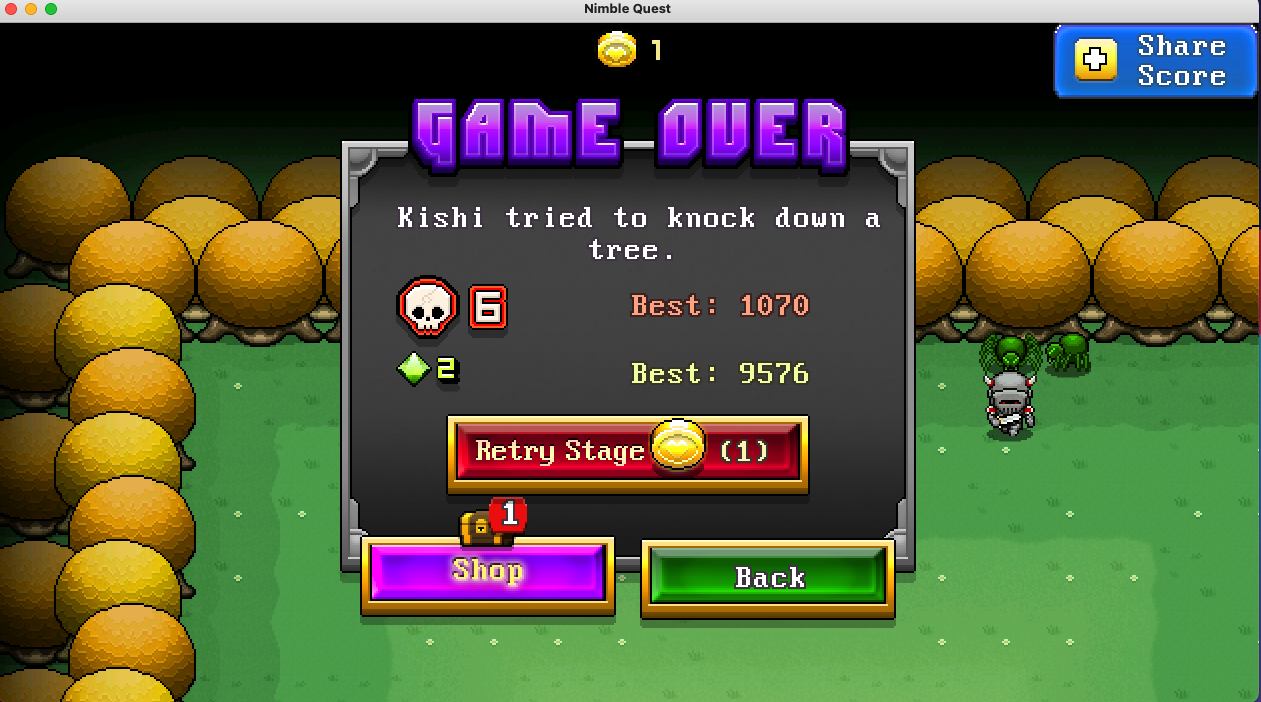 Nimble Quest
1
Share
Score
GAME OVER
Kishi tried to knock down a
tree.
6
Best: 1070
2
Best: 9576
Retry Stage (1)
1
Shop
Back